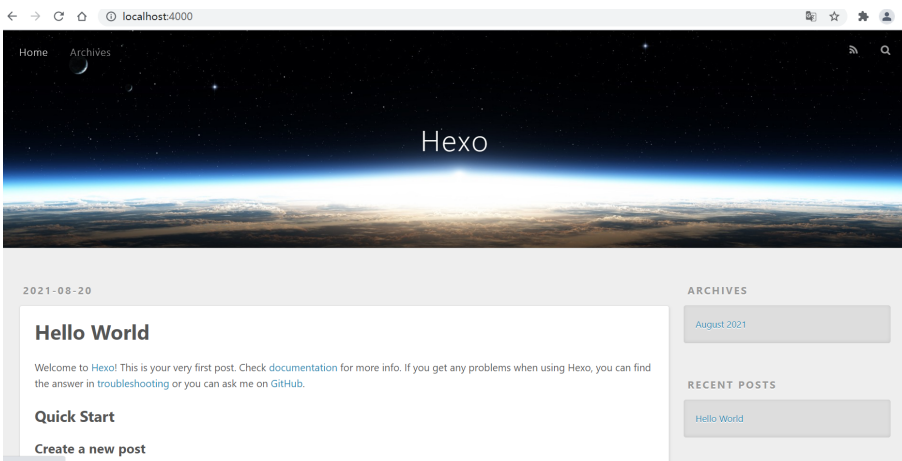 localhost:4000
Home Archives
Hexo
2021-08-20
Hello World
Welcome to Hexo! This is your very first post. Check documentation for more info. If you get any problems when using Hexo, you can find
the answer in troubleshooting or you can ask me on GitHub.
Quick Start
Create a new post
ARCHIVES
August 2021
RECENT POSTS
Hello World